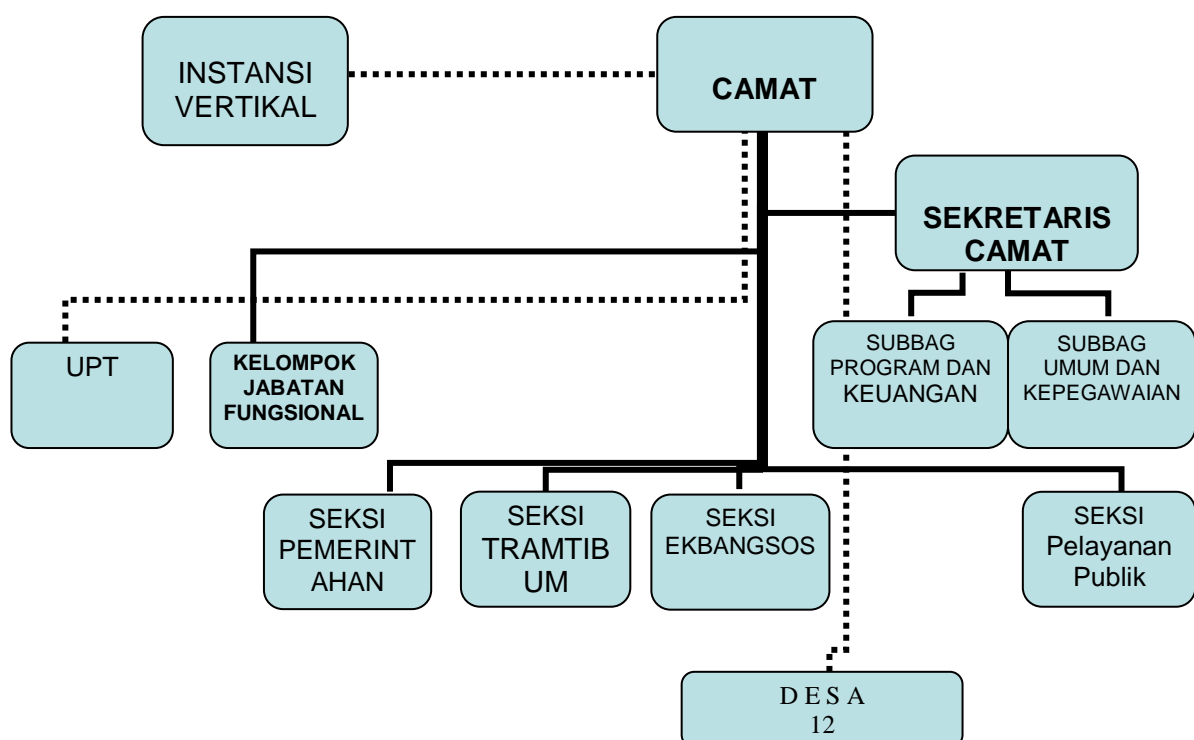 INSTANSI
VERTIKAL
CAMAT
SEKRETARIS
CAMAT
UPT
KELOMPOK
JABATAN
FUNGSIONAL
SUBBAG
PROGRAM DAN
KEUANGAN
SUBBAG
UMUM DAN
KEPEGAWAIAN
SEKSI
PEMERINT
AHAN
SEKSI
TRAMTIB
UM
SEKSI
EKBANGSOS
SEKSI
Pelayanan
Publik
D E S A
12